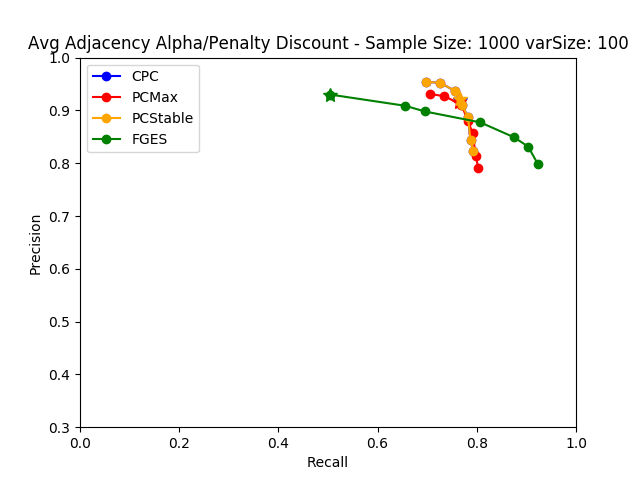 Avg Adjacency Alpha/Penalty Discount - Sample Size: 1000 varSize: 100
CPC
PCMax
PCStable
FGES
1.0
0.9
0.8
0.7
0.6
0.5
0.4
0.3
Precision
0.0 0.2 0.4 0.6 0.8 1.0
Recall